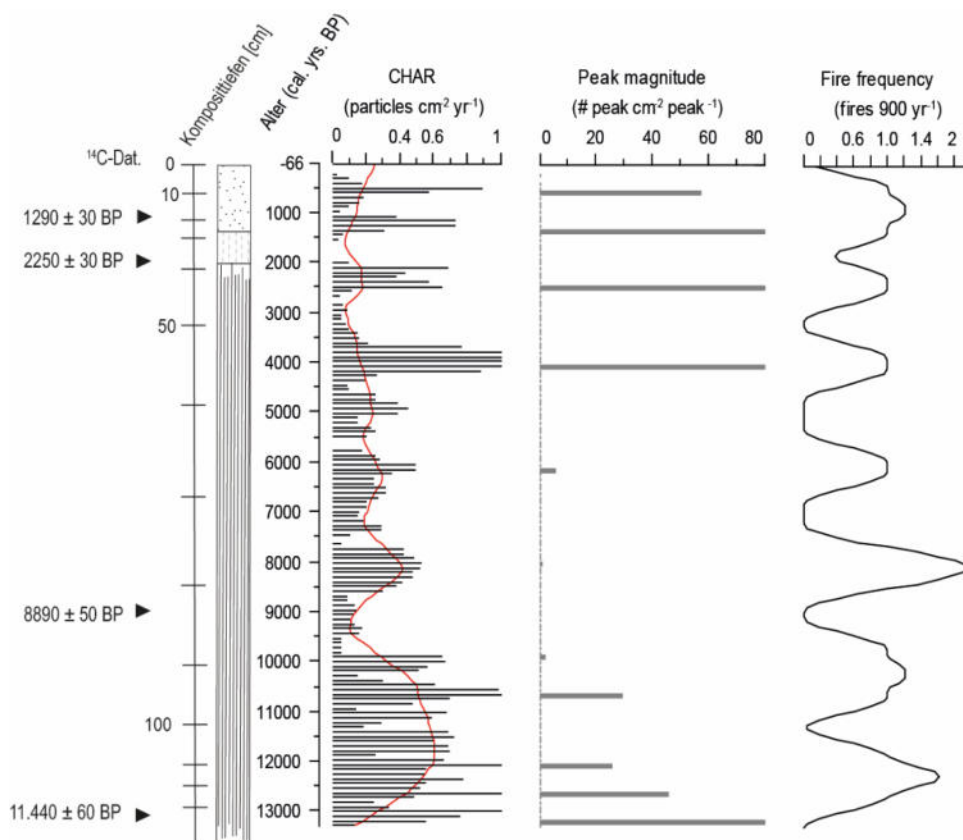 Komposittiefen [cm]
Alter (cal. yrs. BP)
CHAR
(particles cm² yr⁻¹)
Peak magnitude
(# peak cm² peak ⁻¹)
Fire frequency
(fires 900 yr⁻¹)
¹⁴C-Dat.
0 0.4 0.6 1
0 20 40 60 80
0 0.6 1.0 1.4 2
0
10
50
100
-66
1000
2000
3000
4000
5000
6000
7000
8000
9000
10000
11000
12000
13000
1290 ± 30 BP
2250 ± 30 BP
8890 ± 50 BP
11.440 ± 60 BP